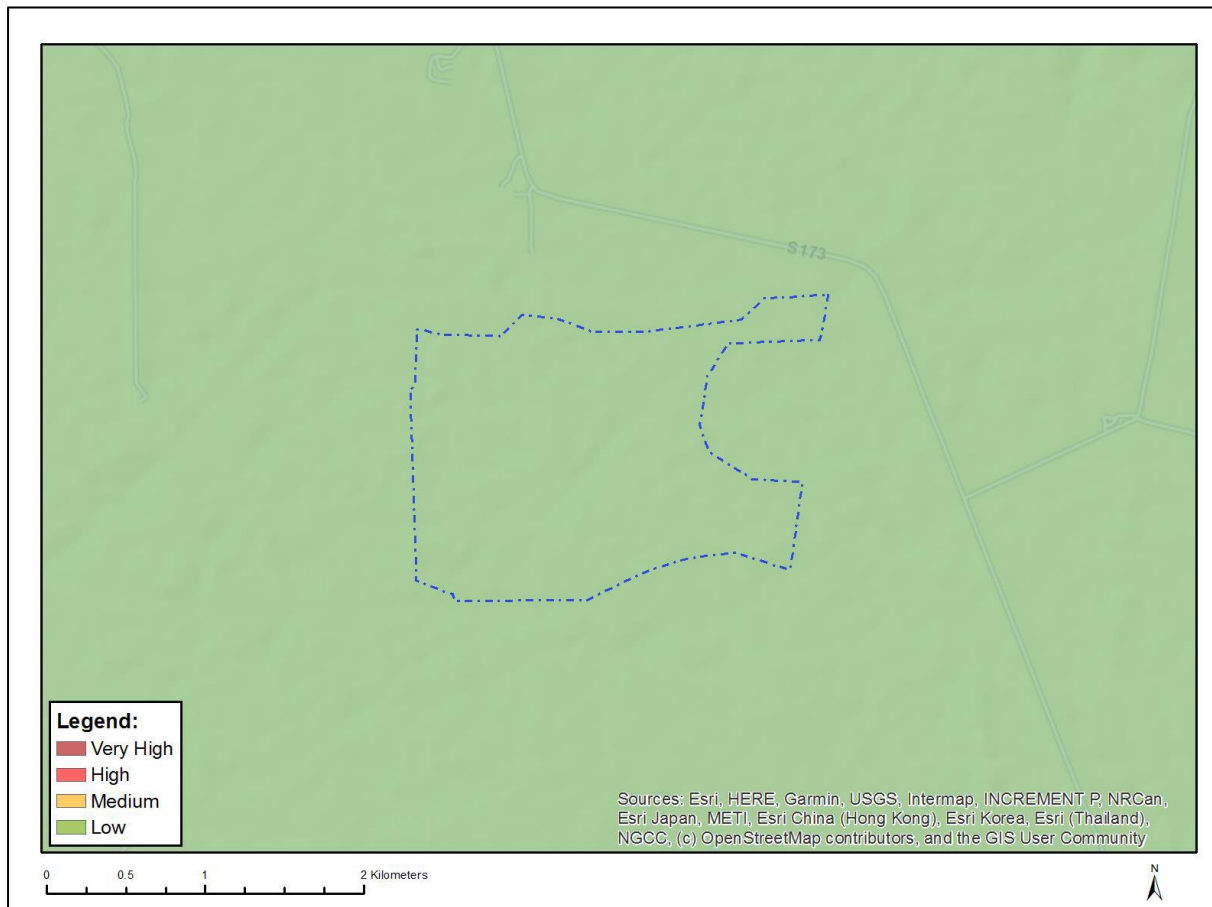 S173
Legend:
Very High
High
Medium
Low
Sources: Esri, HERE, Garmin, USGS, Intermap, INCREMENT P, NRCan,
Esri Japan, METI, Esri China (Hong Kong), Esri Korea, Esri (Thailand),
NGCC, (c) OpenStreetMap contributors, and the GIS User Community
0 0.5 1 2 Kilometers
N